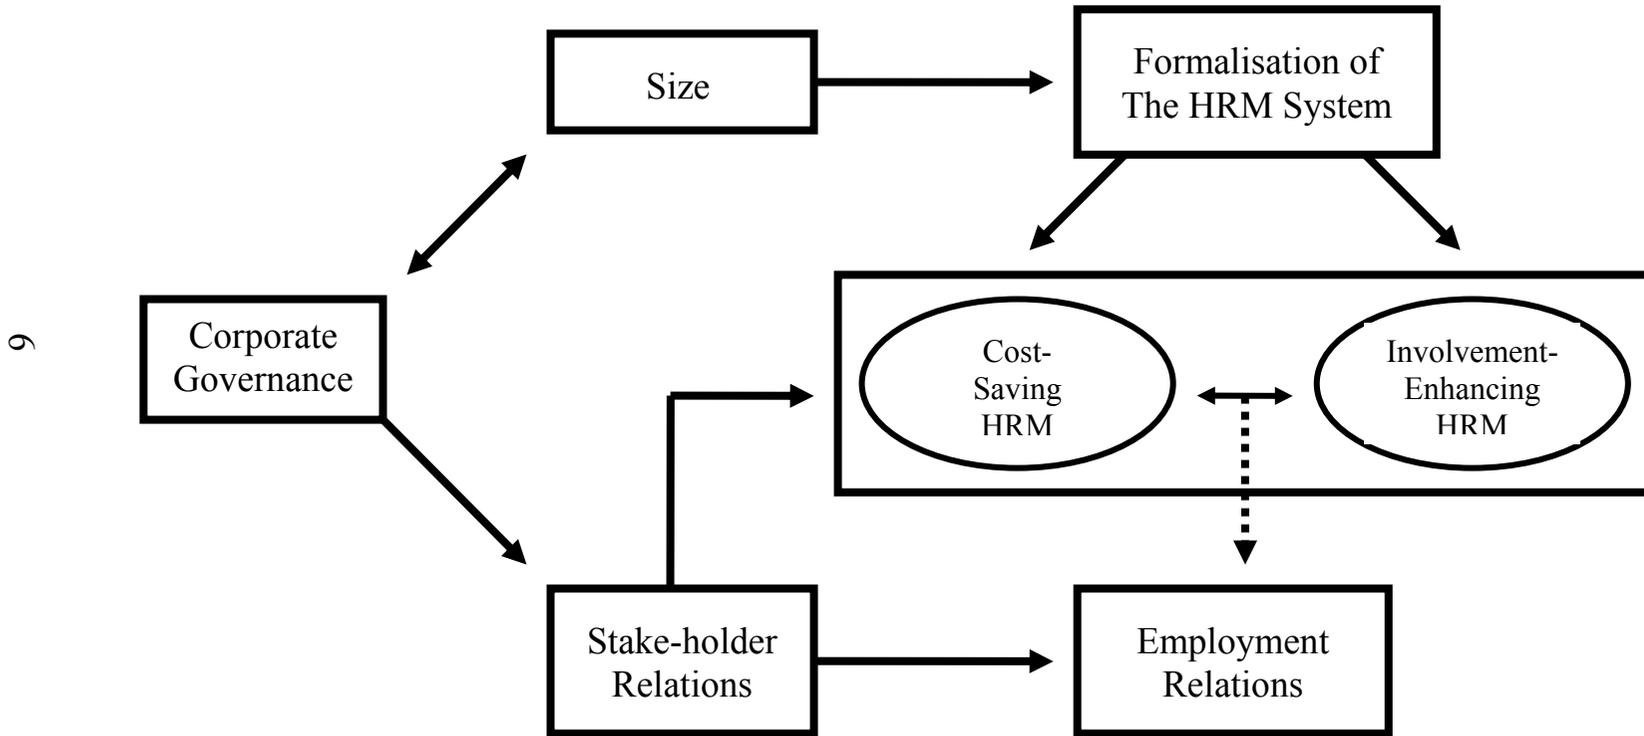 Size
Formalisation of
The HRM System
Corporate
Governance
Cost-
Saving
HRM
Involvement-
Enhancing
HRM
Stake-holder
Relations
Employment
Relations
9